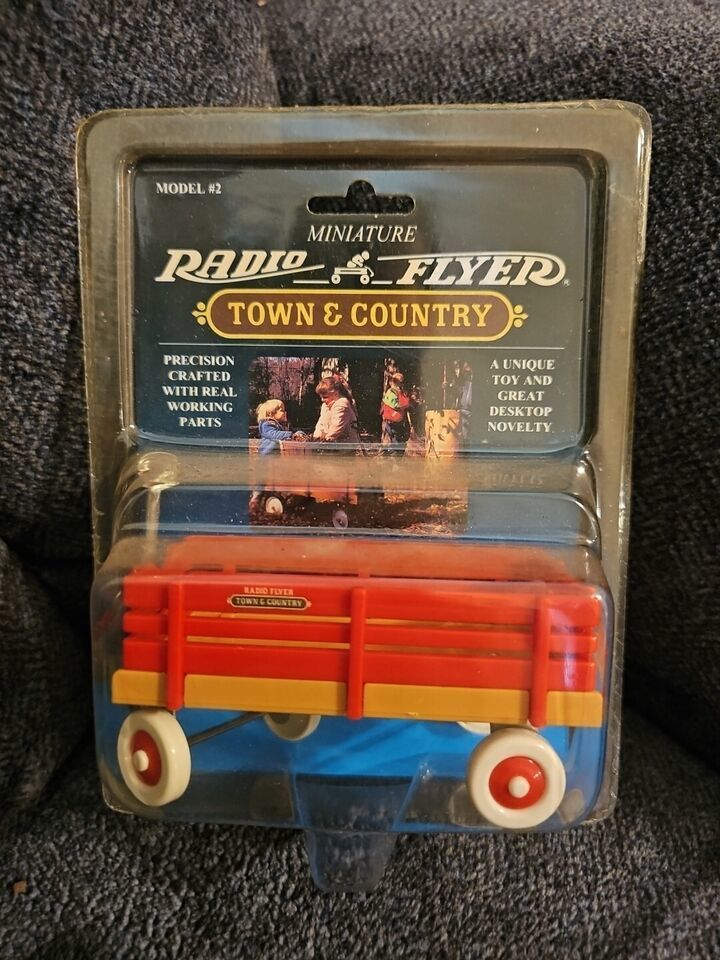 MODEL #2
MINIATURE
RADIO FLYER®
TOWN & COUNTRY
PRECISION
CRAFTED
WITH REAL
WORKING
PARTS
A UNIQUE
TOY AND
GREAT
DESKTOP
NOVELTY
RADIO FLYER
TOWN & COUNTRY